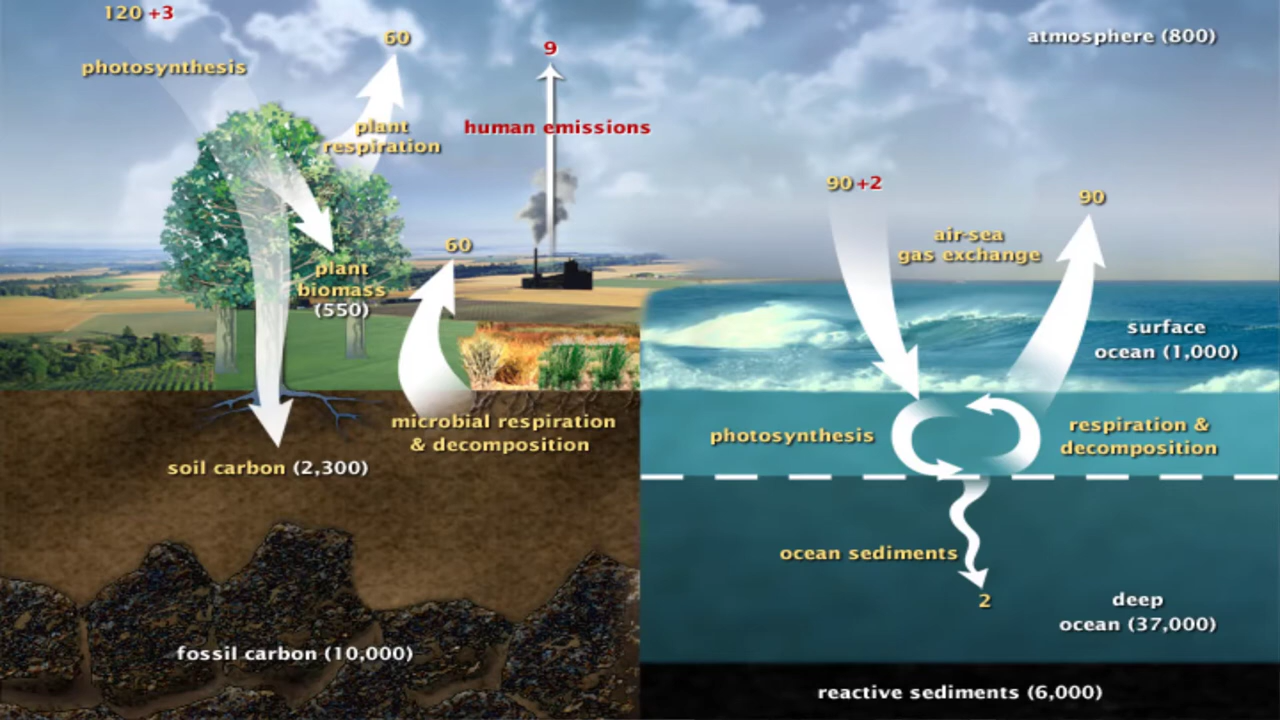 120 +3
photosynthesis
60
plant
respiration
9
human emissions
atmosphere (800)
plant
biomass
(550)
60
microbial respiration
& decomposition
soil carbon (2,300)
fossil carbon (10,000)
90 +2
air-sea
gas exchange
90
surface
ocean (1,000)
photosynthesis
respiration &
decomposition
ocean sediments
2
deep
ocean (37,000)
reactive sediments (6,000)